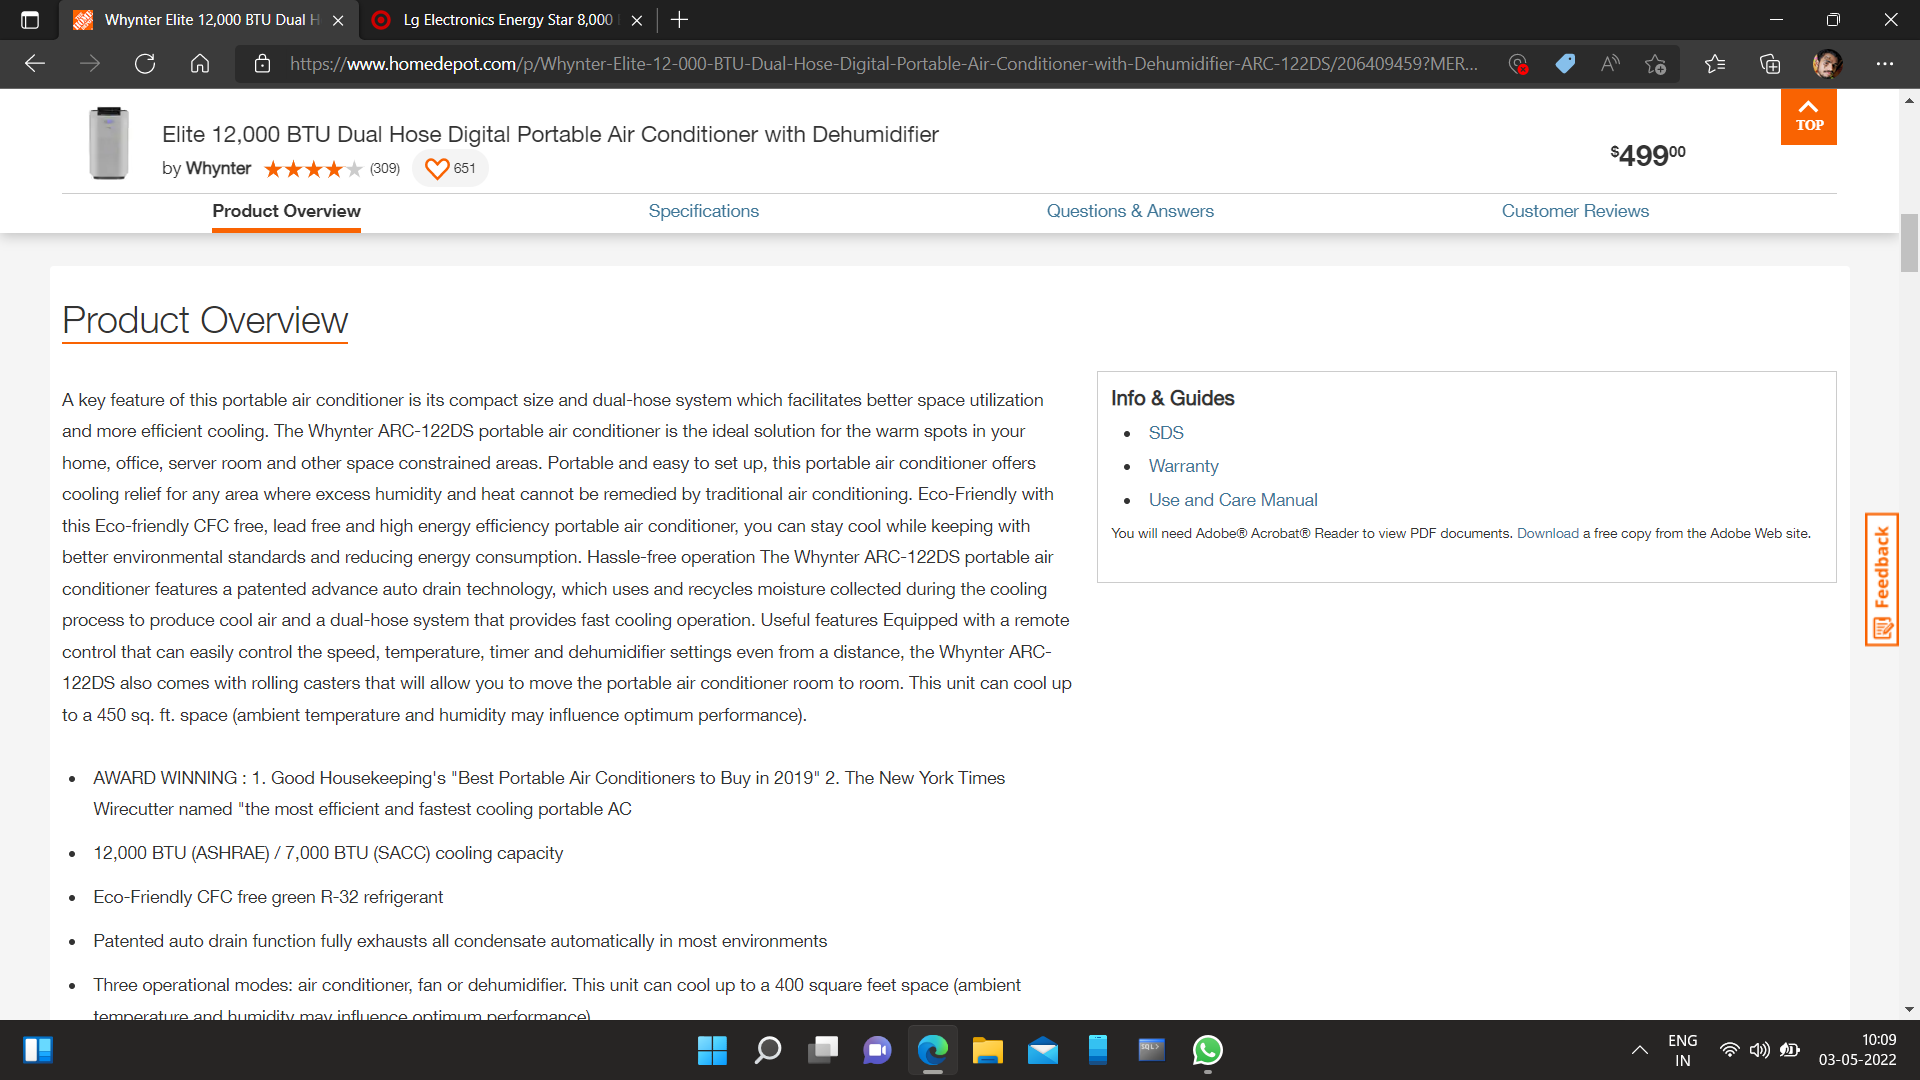 Whynter Elite 12,000 BTU Dual H
Lg Electronics Energy Star 8,000
https://www.homedepot.com/p/Whynter-Elite-12-000-BTU-Dual-Hose-Digital-Portable-Air-Conditioner-with-Dehumidifier-ARC-122DS/206409459?MER...
Elite 12,000 BTU Dual Hose Digital Portable Air Conditioner with Dehumidifier
by Whynter (309) 651
$49900
TOP
Product Overview Specifications Questions & Answers Customer Reviews
Product Overview
A key feature of this portable air conditioner is its compact size and dual-hose system which facilitates better space utilization
and more efficient cooling. The Whynter ARC-122DS portable air conditioner is the ideal solution for the warm spots in your
home, office, server room and other space constrained areas. Portable and easy to set up, this portable air conditioner offers
cooling relief for any area where excess humidity and heat cannot be remedied by traditional air conditioning. Eco-Friendly with
this Eco-friendly CFC free, lead free and high energy efficiency portable air conditioner, you can stay cool while keeping with
better environmental standards and reducing energy consumption. Hassle-free operation The Whynter ARC-122DS portable air
conditioner features a patented advance auto drain technology, which uses and recycles moisture collected during the cooling
process to produce cool air and a dual-hose system that provides fast cooling operation. Useful features Equipped with a remote
control that can easily control the speed, temperature, timer and dehumidifier settings even from a distance, the Whynter ARC-
122DS also comes with rolling casters that will allow you to move the portable air conditioner room to room. This unit can cool up
to a 450 sq. ft. space (ambient temperature and humidity may influence optimum performance).
• AWARD WINNING : 1. Good Housekeeping's "Best Portable Air Conditioners to Buy in 2019" 2. The New York Times
Wirecutter named "the most efficient and fastest cooling portable AC
• 12,000 BTU (ASHRAE) / 7,000 BTU (SACC) cooling capacity
• Eco-Friendly CFC free green R-32 refrigerant
• Patented auto drain function fully exhausts all condensate automatically in most environments
• Three operational modes: air conditioner, fan or dehumidifier. This unit can cool up to a 400 square feet space (ambient
temperature and humidity may influence optimum performance)
Info & Guides
• SDS
• Warranty
• Use and Care Manual
You will need Adobe® Acrobat® Reader to view PDF documents. Download a free copy from the Adobe Web site.
Feedback
SQL>
ENG
IN
10:09
03-05-2022